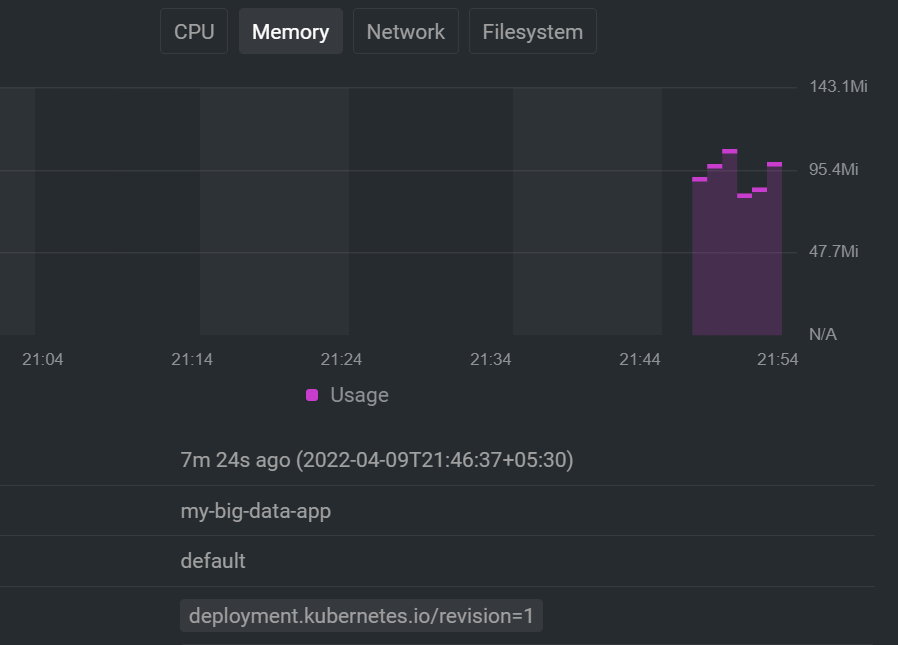 CPU Memory Network Filesystem
143.1Mi
95.4Mi
47.7Mi
N/A
21:04 21:14 21:24 21:34 21:44 21:54
Usage
7m 24s ago (2022-04-09T21:46:37+05:30)
my-big-data-app
default
deployment.kubernetes.io/revision=1